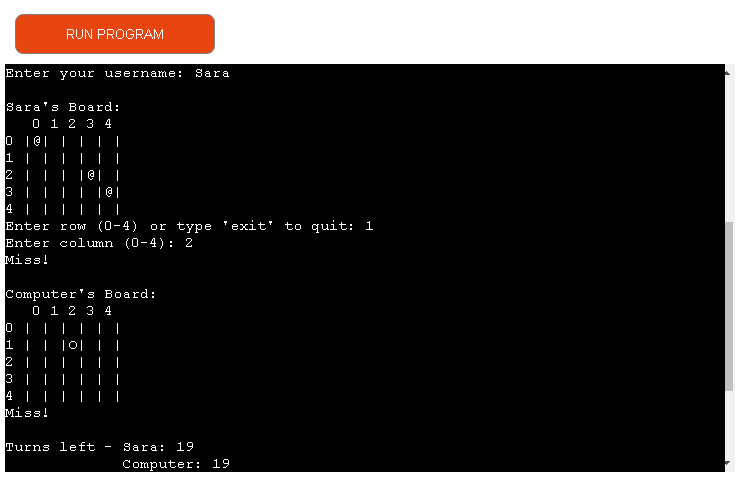 RUN PROGRAM
Enter your username: Sara
Sara's Board:
   0 1 2 3 4
0 |@| | | | |
1 | | | | | |
2 | | | |@| |
3 | | | | |@|
4 | | | | | |
Enter row (0-4) or type 'exit' to quit: 1
Enter column (0-4): 2
Miss!
Computer's Board:
   0 1 2 3 4
0 | | | | | |
1 | | |O| | |
2 | | | | | |
3 | | | | | |
4 | | | | | |
Miss!
Turns left - Sara: 19
             Computer: 19